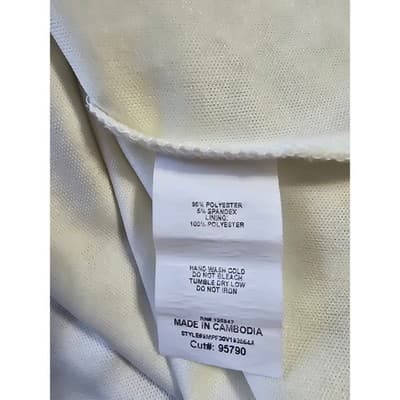 95% POLYESTER
5% SPANDEX
LINING:
100% POLYESTER
HAND WASH COLD
DO NOT BLEACH
TUMBLE DRY LOW
DO NOT IRON
MADE IN CAMBODIA
Cut#: 95790